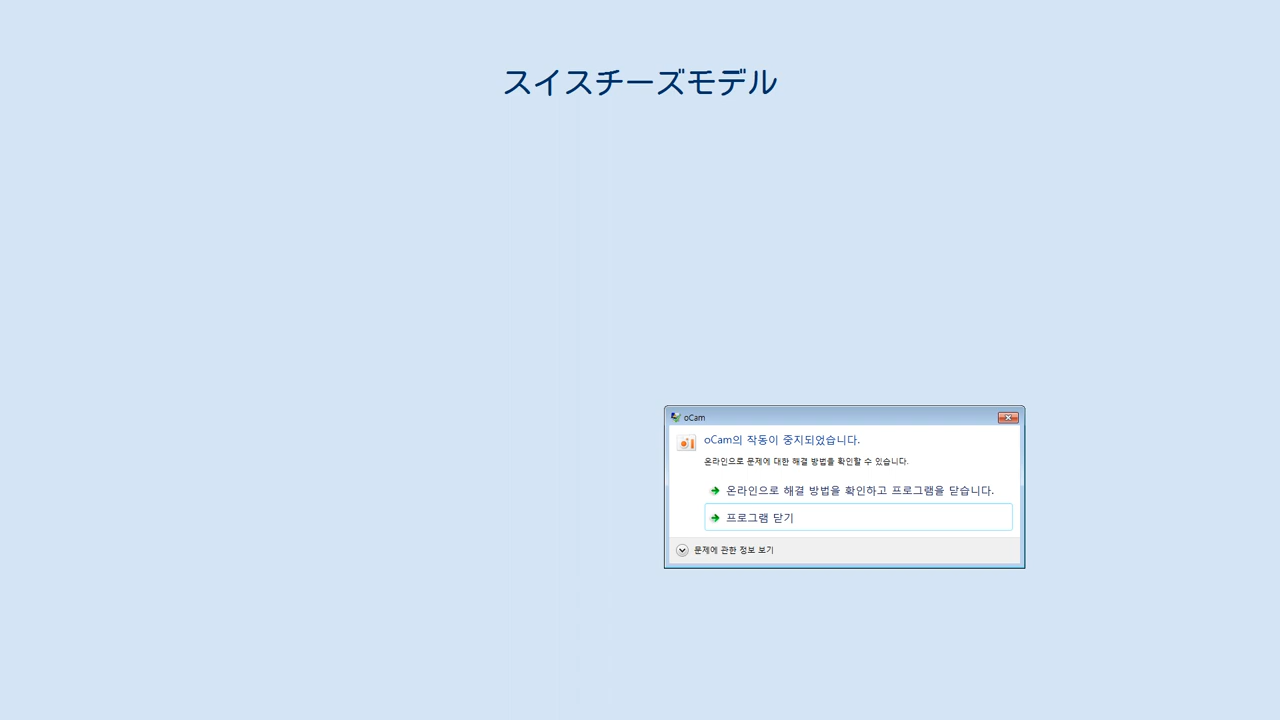 スイスチーズモデル
oCam
oCam의 작동이 중지되었습니다.
온라인으로 문제에 대한 해결 방법을 확인할 수 있습니다.
온라인으로 해결 방법을 확인하고 프로그램을 닫습니다.
프로그램 닫기
문제에 관한 정보 보기